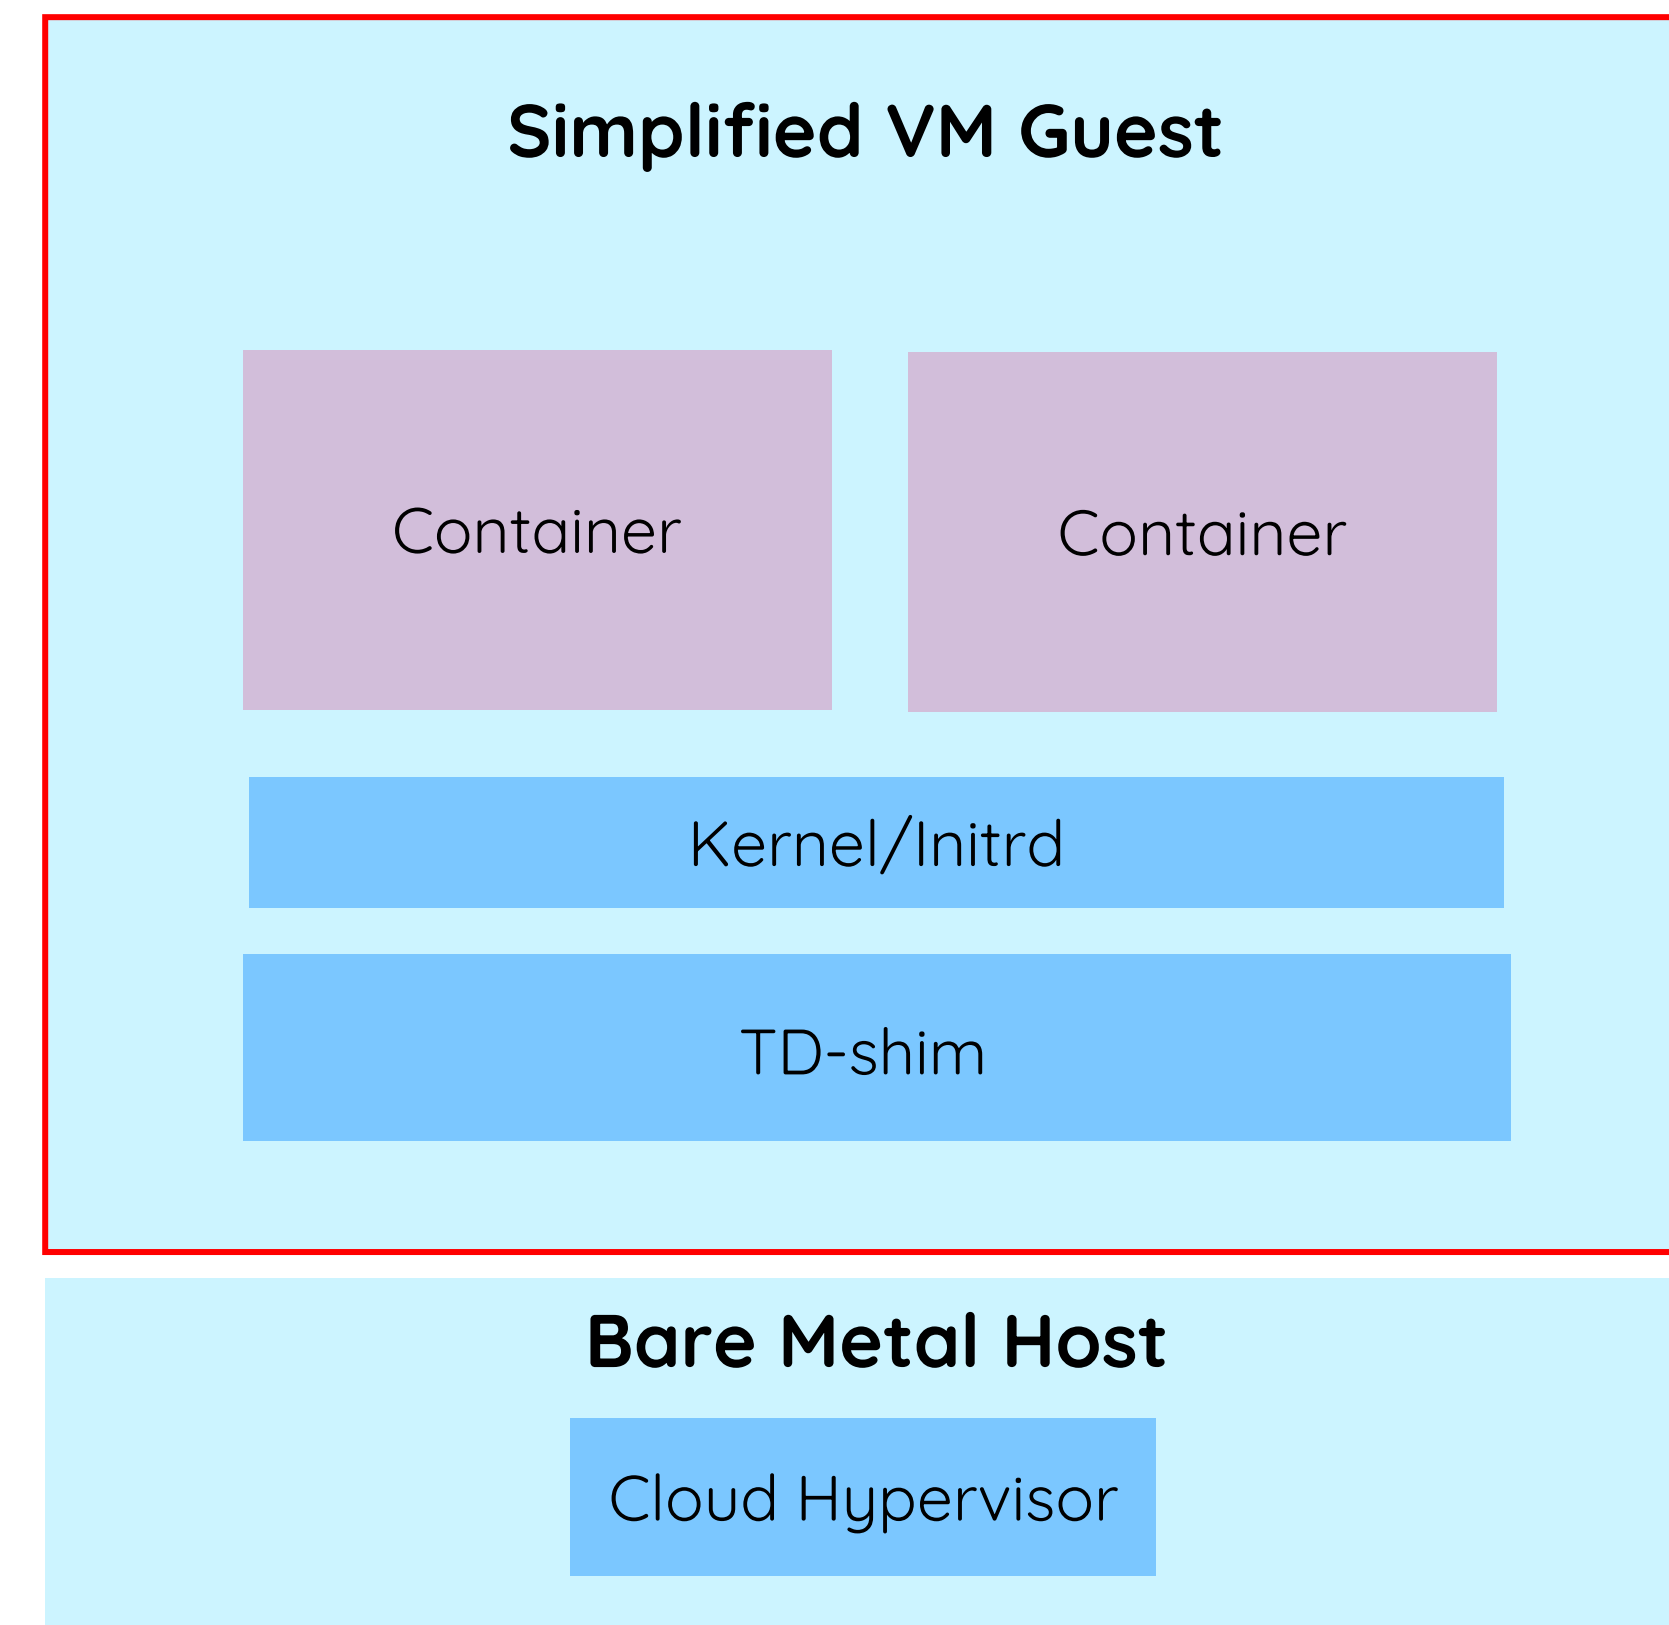 Simplified VM Guest
Container
Container
Kernel/Initrd
TD-shim
Bare Metal Host
Cloud Hypervisor